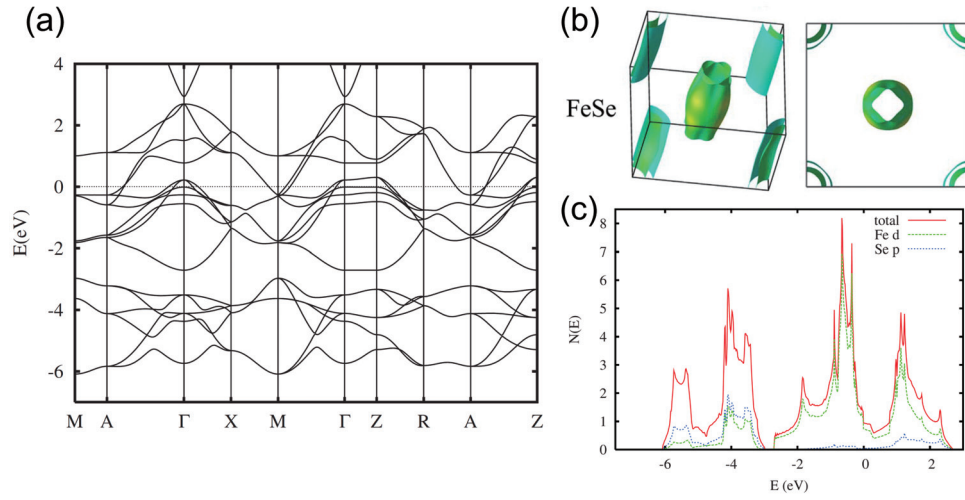 (a)
4
2
0
-2
-4
-6
E(eV)
M A Γ X M Γ Z R A Z
(b)
FeSe
(c)
8
7
6
5
4
3
2
1
0
N(E)
total
Fe d
Se p
-6 -4 -2 0 2
E (eV)